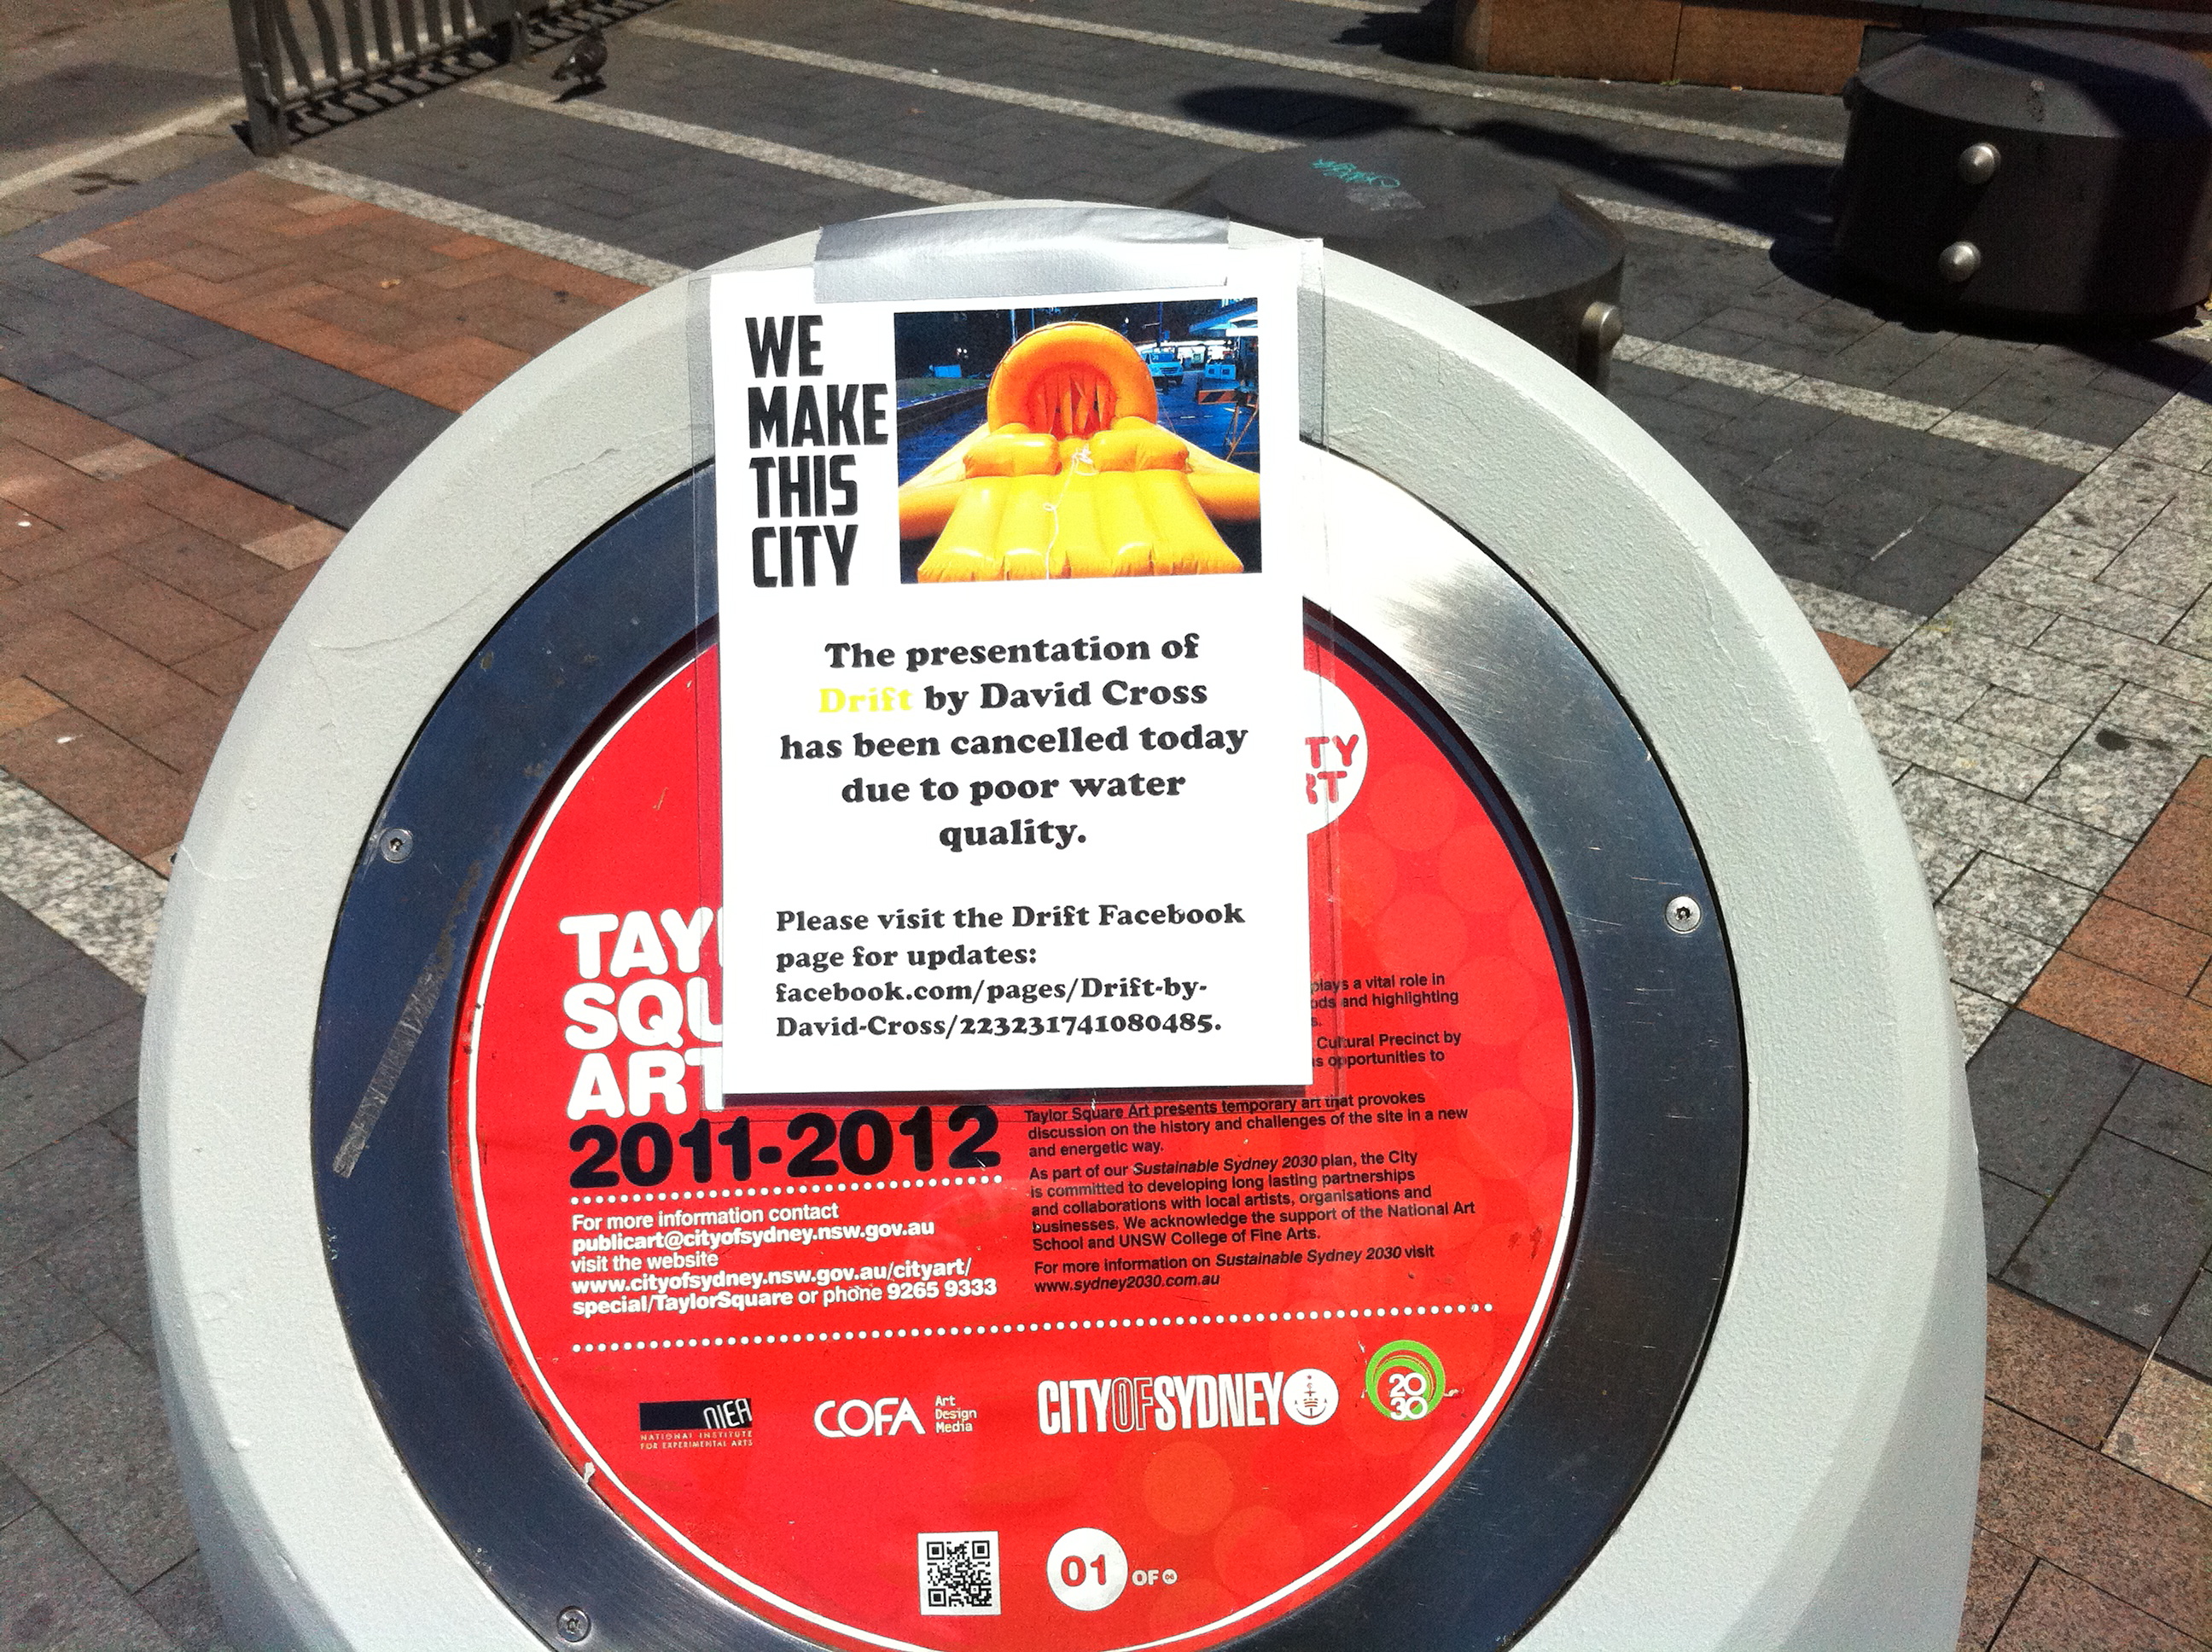 WE
MAKE
THIS
CITY
The presentation of
Drift by David Cross
has been cancelled today
due to poor water
quality.
Please visit the Drift Facebook
page for updates:
facebook.com/pages/Drift-by-
David-Cross/223231741080485.
TY
RT
TAYL
SQU
ART
2011-2012
For more information contact
publicart@cityofsydney.nsw.gov.au
visit the website
www.cityofsydney.nsw.gov.au/cityart/
special/TaylorSquare or phone 9265 9333
plays a vital role in
ods and highlighting
s.
Cultural Precinct by
as opportunities to
Taylor Square Art presents temporary art that provokes
discussion on the history and challenges of the site in a new
and energetic way.
As part of our Sustainable Sydney 2030 plan, the City
is committed to developing long lasting partnerships
and collaborations with local artists, organisations and
businesses. We acknowledge the support of the National Art
School and UNSW College of Fine Arts.
For more information on Sustainable Sydney 2030 visit
www.sydney2030.com.au
NIEA
NATIONAL INSTITUTE
FOR EXPERIMENTAL ARTS
COFA
Art
Design
Media
CITYOFSYDNEY
20
30
01 OF